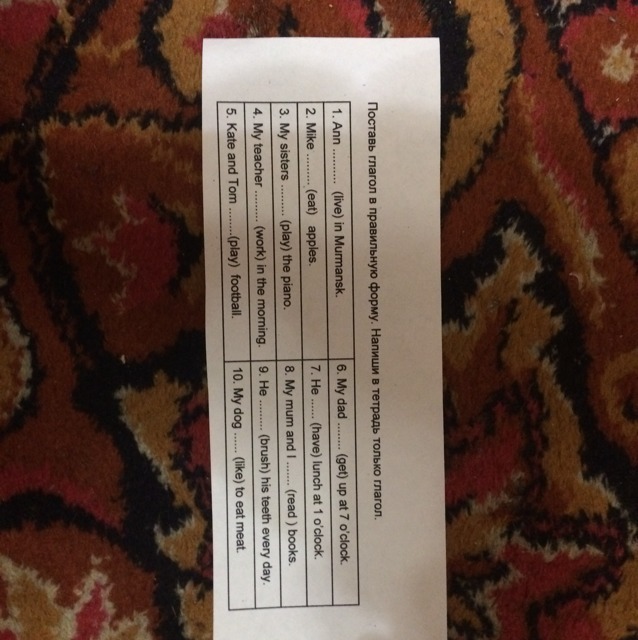 Поставь глагол в правильную форму. Напиши в тетрадь только глагол.
1. Ann ........... (live) in Murmansk.
2. Mike .......... (eat) apples.
3. My sisters ......... (play) the piano.
4. My teacher ......... (work) in the morning.
5. Kate and Tom ........(play) football.
6. My dad ........ (get) up at 7 o'clock.
7. He ...... (have) lunch at 1 o'clock.
8. My mum and I ....... (read ) books.
9. He ......... (brush) his teeth every day.
10. My dog ...... (like) to eat meat.